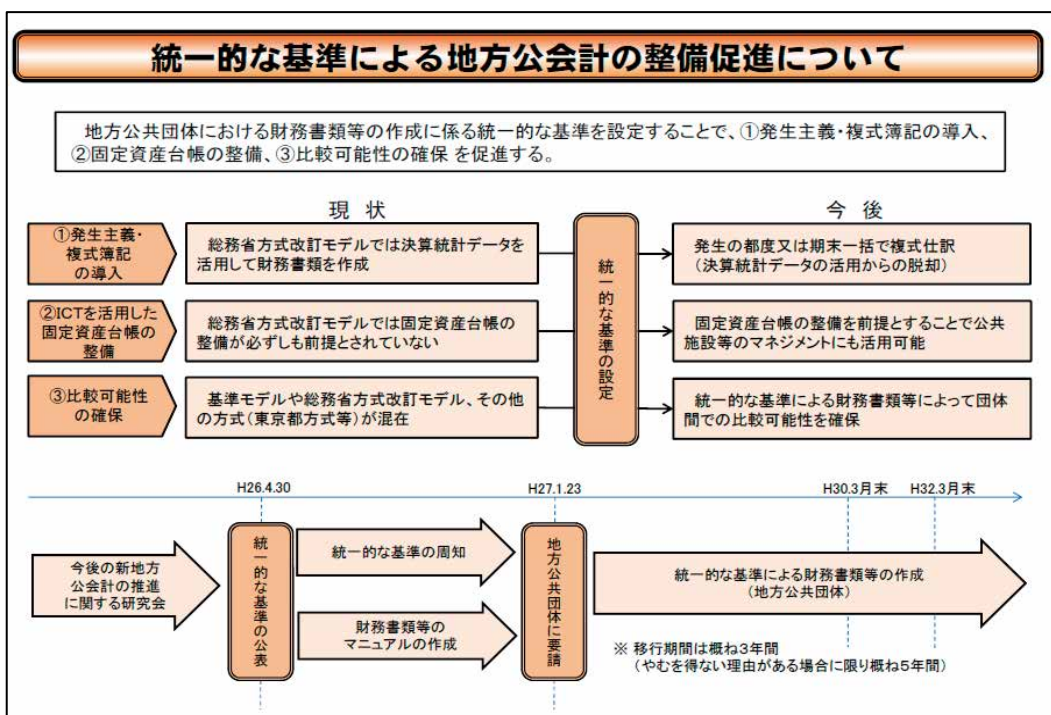 統一的な基準による地方公会計の整備促進について
地方公共団体における財務書類等の作成に係る統一的な基準を設定することで、①発生主義・複式簿記の導入、
②固定資産台帳の整備、③比較可能性の確保 を促進する。
現 状
今 後
①発生主義・
複式簿記
の導入
総務省方式改訂モデルでは決算統計データを
活用して財務書類を作成
統一的な基準の設定
発生の都度又は期末一括で複式仕訳
(決算統計データの活用からの脱却)
②ICTを活用した
固定資産台帳の
整備
総務省方式改訂モデルでは固定資産台帳の
整備が必ずしも前提とされていない
固定資産台帳の整備を前提とすることで公共
施設等のマネジメントにも活用可能
③比較可能性
の確保
基準モデルや総務省方式改訂モデル、その他
の方式(東京都方式等)が混在
統一的な基準による財務書類等によって団体
間での比較可能性を確保
H26.4.30
H27.1.23
H30.3月末
H32.3月末
今後の新地方
公会計の推進
に関する研究会
統一的な基準の公表
統一的な基準の周知
財務書類等の
マニュアルの作成
地方公共団体に要請
統一的な基準による財務書類等の作成
(地方公共団体)
※ 移行期間は概ね3年間
(やむを得ない理由がある場合に限り概ね5年間)